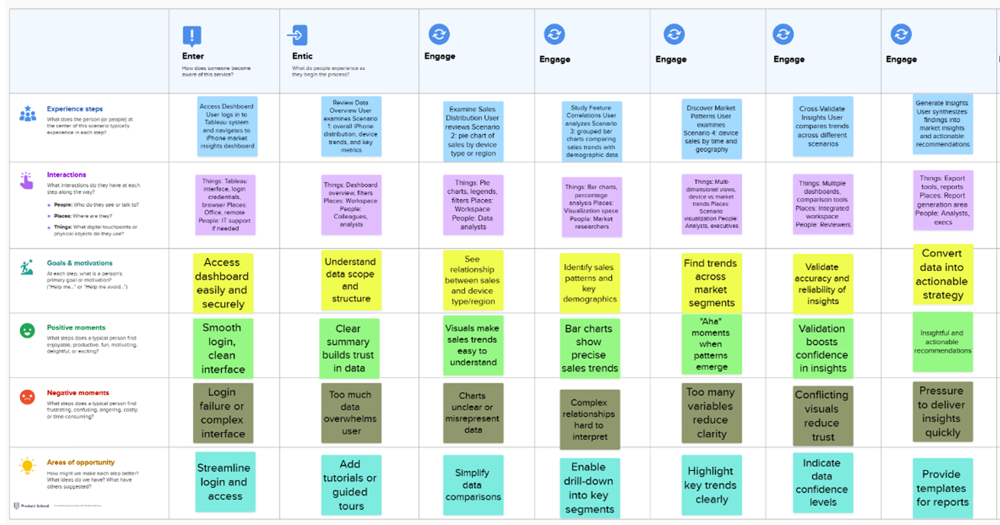 Enter
How does someone become
aware of this service?
Entic
What do people experience as
they begin the process?
Engage
Engage
Engage
Engage
Engage
Experience steps
What does the person (or people) at
the center of this scenario typically
experience in each step?
Access Dashboard
User logs in to
Tableau system
and navigates to
iPhone market
insights dashboard
Review Data
Overview User
examines Scenario
1: overall iPhone
distribution, device
trends, and key
metrics
Examine Sales
Distribution User
reviews Scenario
2: pie chart of
sales by device
type or region
Study Feature
Correlations User
analyzes Scenario
3: grouped bar
charts comparing
sales trends with
demographic data
Discover Market
Patterns User
examines
Scenario 4: device
sales by time and
geography
Cross-Validate
Insights User
compares trends
across different
scenarios
Generate Insights
User synthesizes
findings into
market insights
and actionable
recommendations
Interactions
What interactions do they have at each
step along the way?
People: Who do they see or talk to?
Places: Where are they?
Things: What digital touchpoints or
physical objects do they use?
Things: Tableau
interface, login
credentials,
browser Places:
Office, remote
People: IT support
if needed
Things: Dashboard
overview, filters
Places: Workspace
People:
Colleagues,
analysts
Things: Pie
charts, legends,
filters Places:
Workspace
People: Data
analysts
Things: Bar charts,
percentage
analysis Places:
Visualization space
People: Market
researchers
Things: Multi-
dimensional views,
device vs market
trends Places:
Scenario
visualization People:
Analysts, executives
Things: Multiple
dashboards,
comparison tools
Places: Integrated
workspace
People: Reviewers
Things: Export
tools, reports
Places: Report
generation area
People: Analysts,
execs
Goals & motivations
At each step, what is a person's
primary goal or motivation?
("Help me..." or "Help me avoid...")
Access
dashboard
easily and
securely
Understand
data scope
and
structure
See
relationship
between sales
and device
type/region
Identify sales
patterns and
key
demographics
Find trends
across
market
segments
Validate
accuracy and
reliability of
insights
Convert
data into
actionable
strategy
Positive moments
What steps does a typical person find
enjoyable, productive, fun, motivating,
delightful, or exciting?
Smooth
login,
clean
interface
Clear
summary
builds trust
in data
Visuals make
sales trends
easy to
understand
Bar charts
show
precise
sales trends
"Aha"
moments
when
patterns
emerge
Validation
boosts
confidence
in insights
Insightful and
actionable
recommendations
Negative moments
What steps does a typical person find
frustrating, confusing, angering, costly,
or time-consuming?
Login
failure or
complex
interface
Too much
data
overwhelms
user
Charts
unclear or
misrepresent
data
Complex
relationships
hard to
interpret
Too many
variables
reduce
clarity
Conflicting
visuals
reduce
trust
Pressure
to deliver
insights
quickly
Areas of opportunity
How might we make each step better?
What ideas do we have? What have
others suggested?
Streamline
login and
access
Add
tutorials or
guided
tours
Simplify
data
comparisons
Enable
drill-down
into key
segments
Highlight
key trends
clearly
Indicate
data
confidence
levels
Provide
templates
for reports
Product School